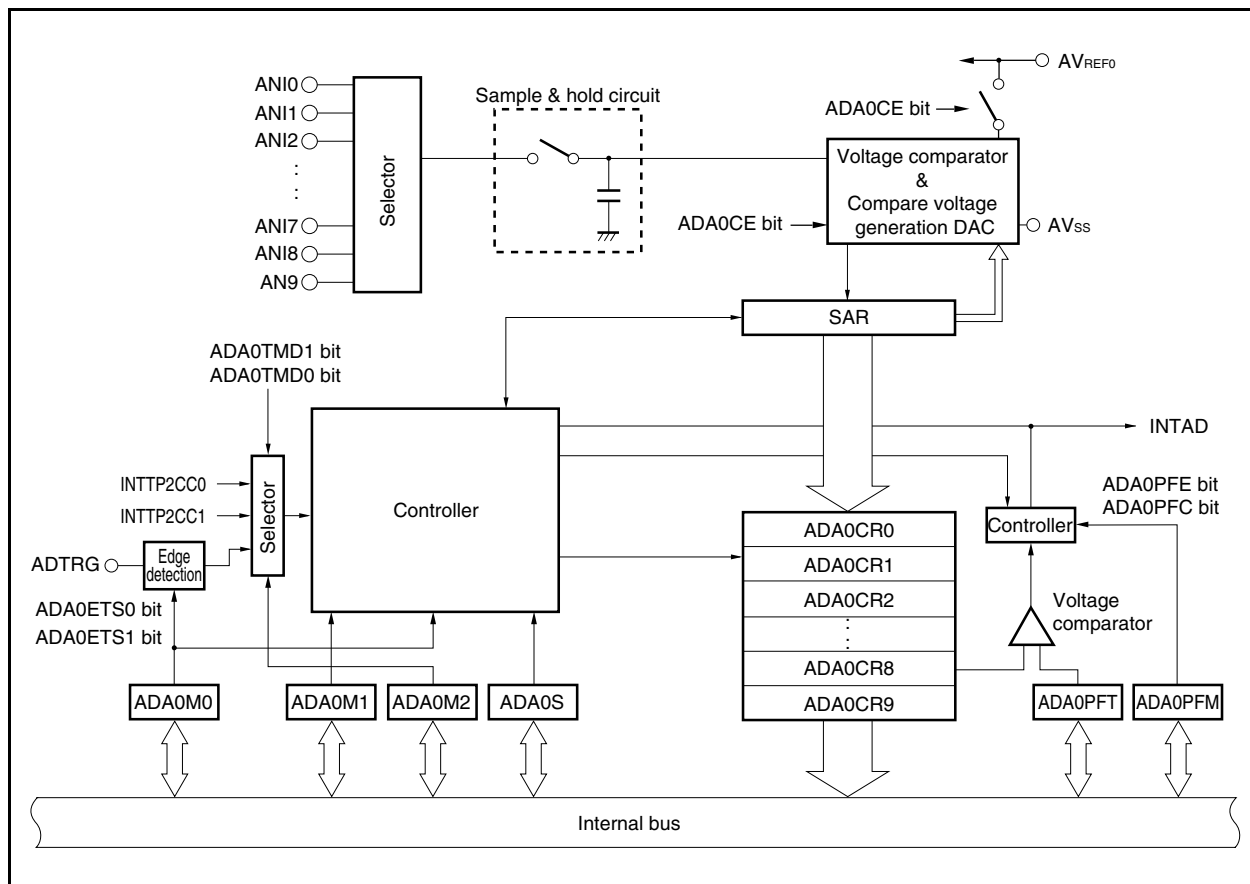 ANI0
ANI1
ANI2
ANI7
ANI8
AN9
Selector
Sample & hold circuit
AVREF0
ADA0CE bit
Voltage comparator
&
Compare voltage
generation DAC
ADA0CE bit
AVSS
SAR
ADA0TMD1 bit
ADA0TMD0 bit
INTTP2CC0
INTTP2CC1
Selector
ADTRG
Edge
detection
ADA0ETS0 bit
ADA0ETS1 bit
Controller
INTAD
ADA0PFE bit
ADA0PFC bit
Controller
Voltage
comparator
ADA0CR0
ADA0CR1
ADA0CR2
ADA0CR8
ADA0CR9
ADA0M0
ADA0M1
ADA0M2
ADA0S
ADA0PFT
ADA0PFM
Internal bus